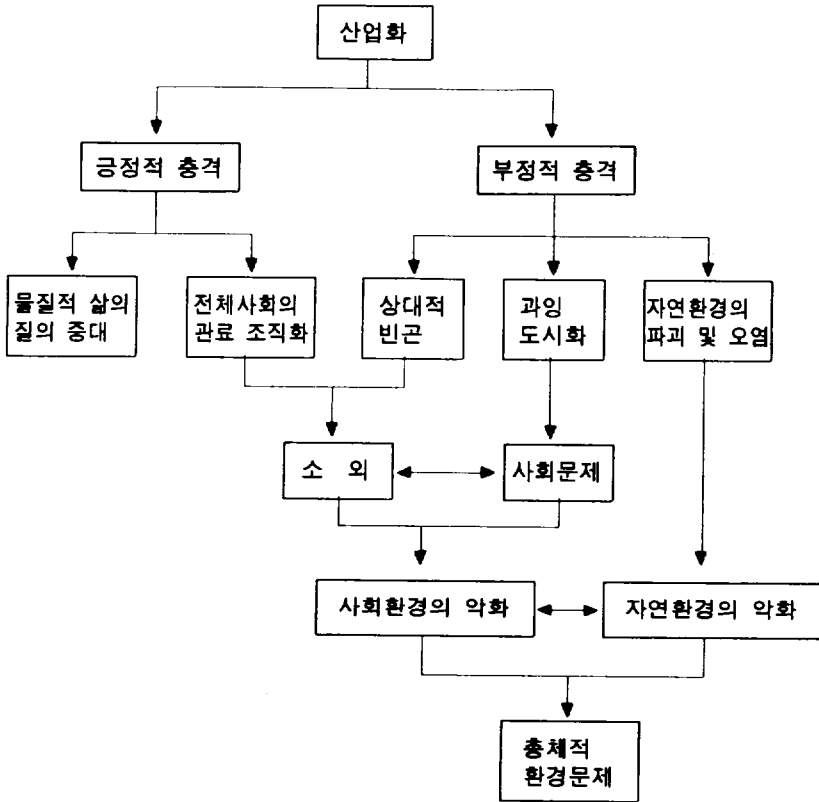 산업화
긍정적 충격
부정적 충격
물질적 삶의
질의 증대
전체사회의
관료 조직화
상대적
빈곤
과잉
도시화
자연환경의
파괴 및 오염
소 외
사회문제
사회환경의 악화
자연환경의 악화
총체적
환경문제